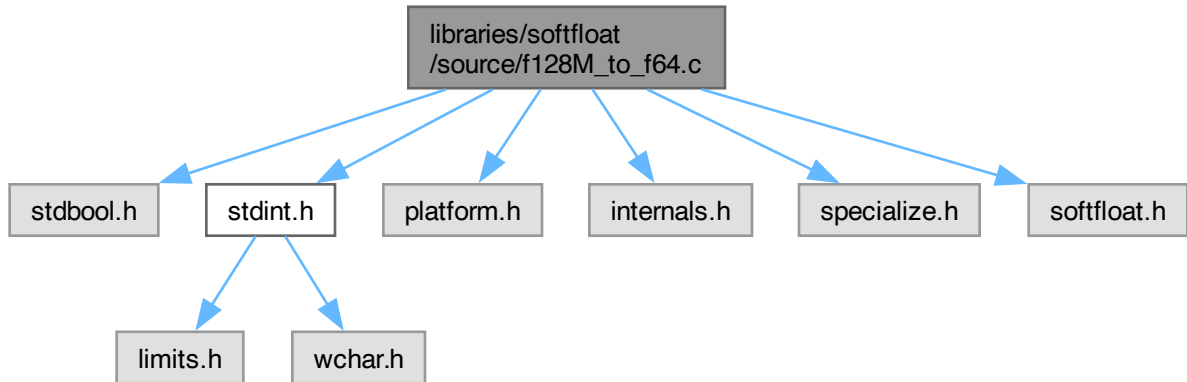 libraries/softfloat
/source/f128M_to_f64.c
stdbool.h
stdint.h
platform.h
internals.h
specialize.h
softfloat.h
limits.h
wchar.h